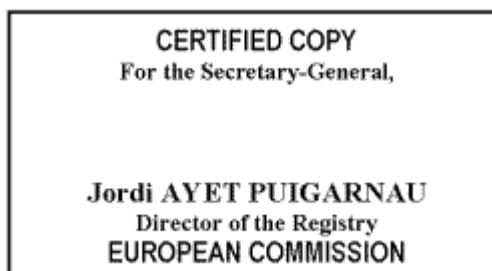 CERTIFIED COPY
For the Secretary-General,
Jordi AYET PUIGARNAU
Director of the Registry
EUROPEAN COMMISSION